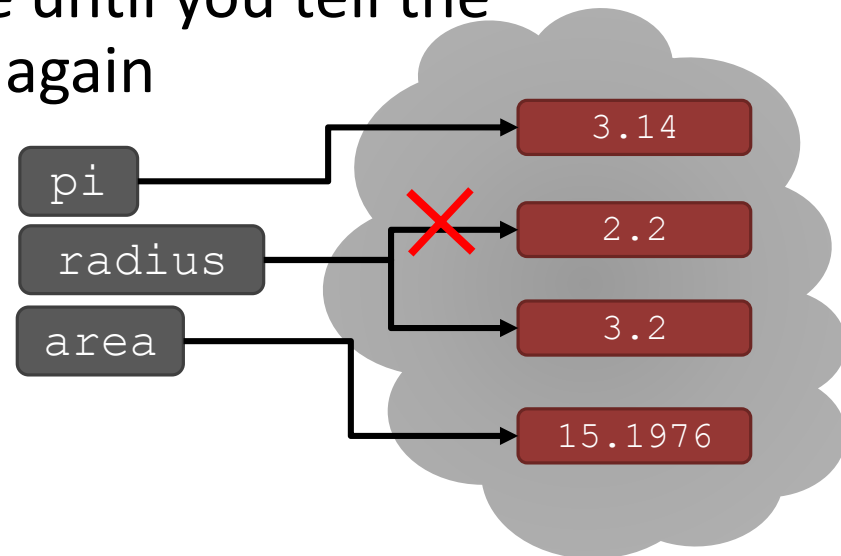 e until you tell the
again
3.14
pi
2.2
radius
3.2
area
15.1976